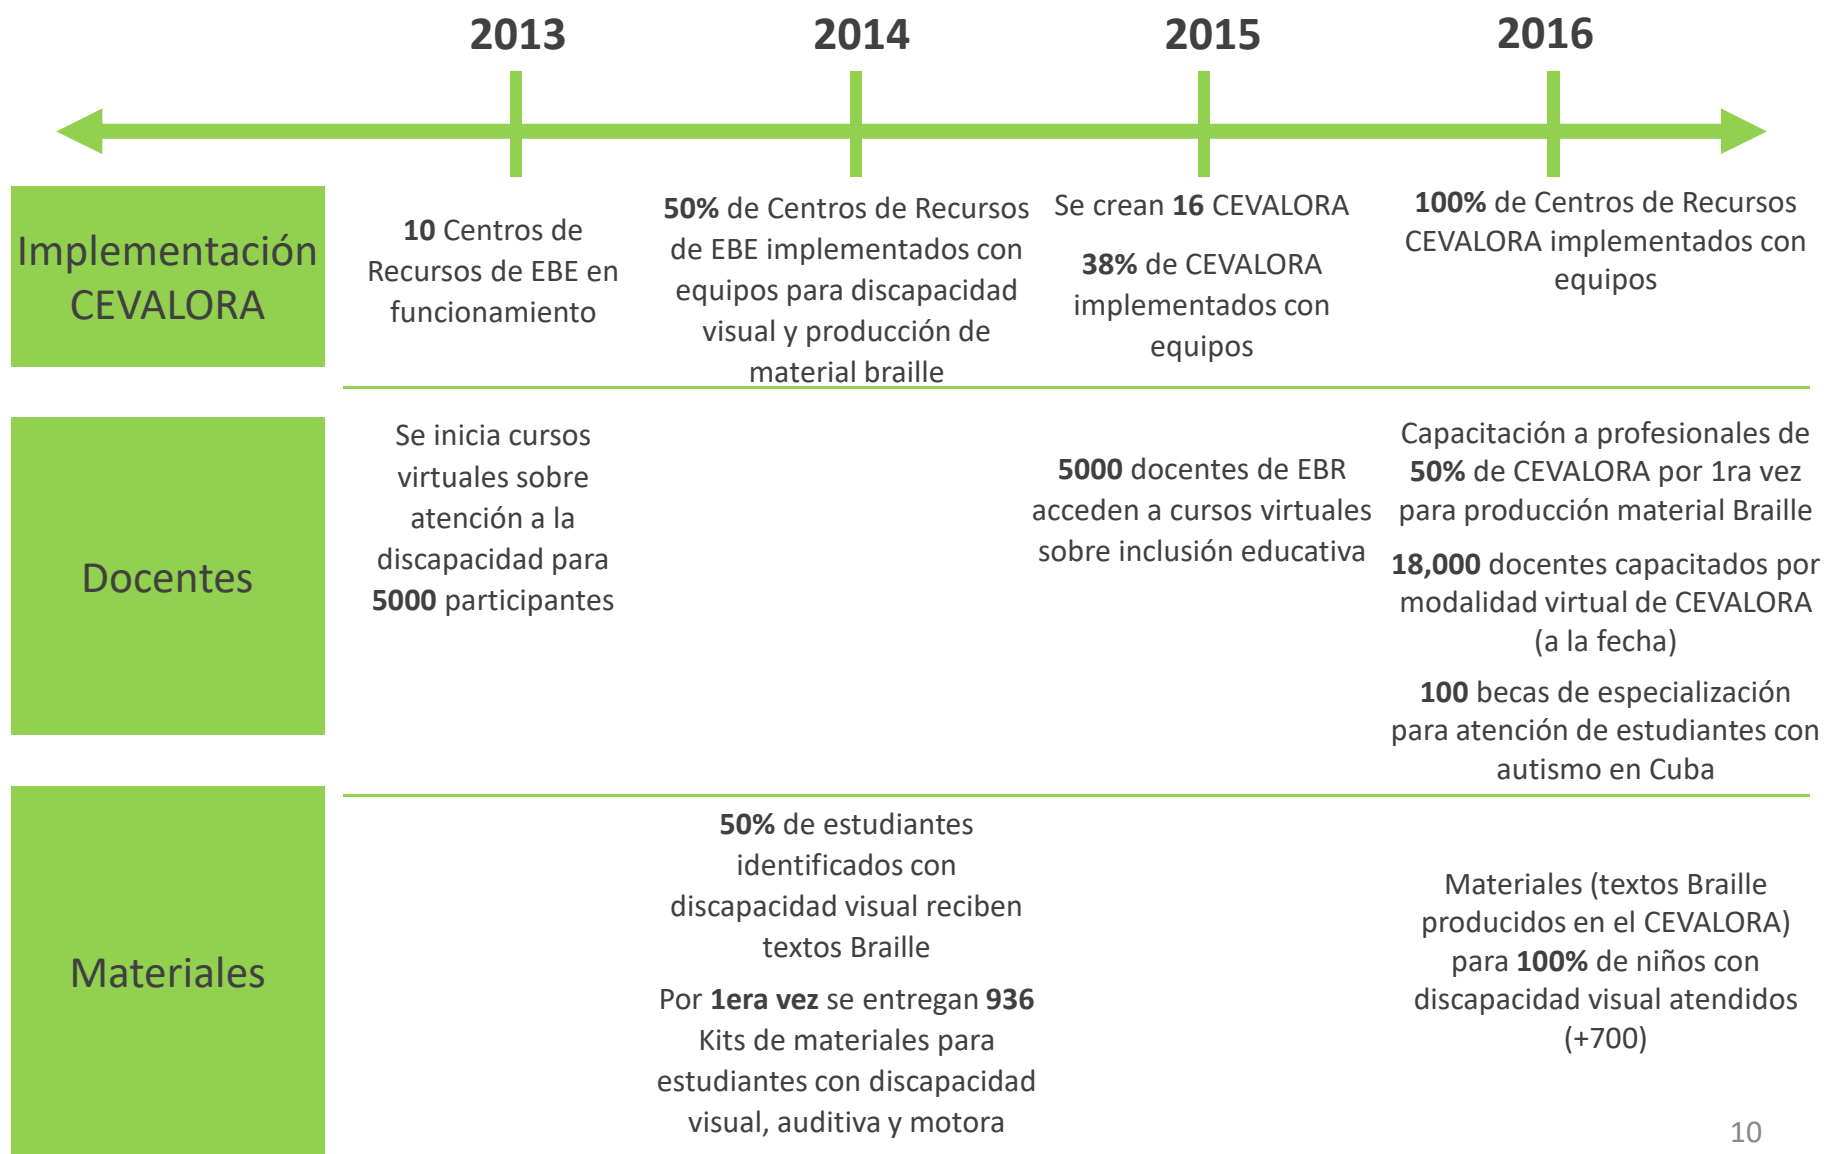 2013
2014
2015
2016
Implementación
CEVALORA
10 Centros de
Recursos de EBE en
funcionamiento
50% de Centros de Recursos
de EBE implementados con
equipos para discapacidad
visual y producción de
material braille
Se crean 16 CEVALORA
38% de CEVALORA
implementados con
equipos
100% de Centros de Recursos
CEVALORA implementados con
equipos
Docentes
Se inicia cursos
virtuales sobre
atención a la
discapacidad para
5000 participantes
5000 docentes de EBR
acceden a cursos virtuales
sobre inclusión educativa
Capacitación a profesionales de
50% de CEVALORA por 1ra vez
para producción material Braille
18,000 docentes capacitados por
modalidad virtual de CEVALORA
(a la fecha)
100 becas de especialización
para atención de estudiantes con
autismo en Cuba
Materiales
50% de estudiantes
identificados con
discapacidad visual reciben
textos Braille
Por 1era vez se entregan 936
Kits de materiales para
estudiantes con discapacidad
visual, auditiva y motora
Materiales (textos Braille
producidos en el CEVALORA)
para 100% de niños con
discapacidad visual atendidos
(+700)
10